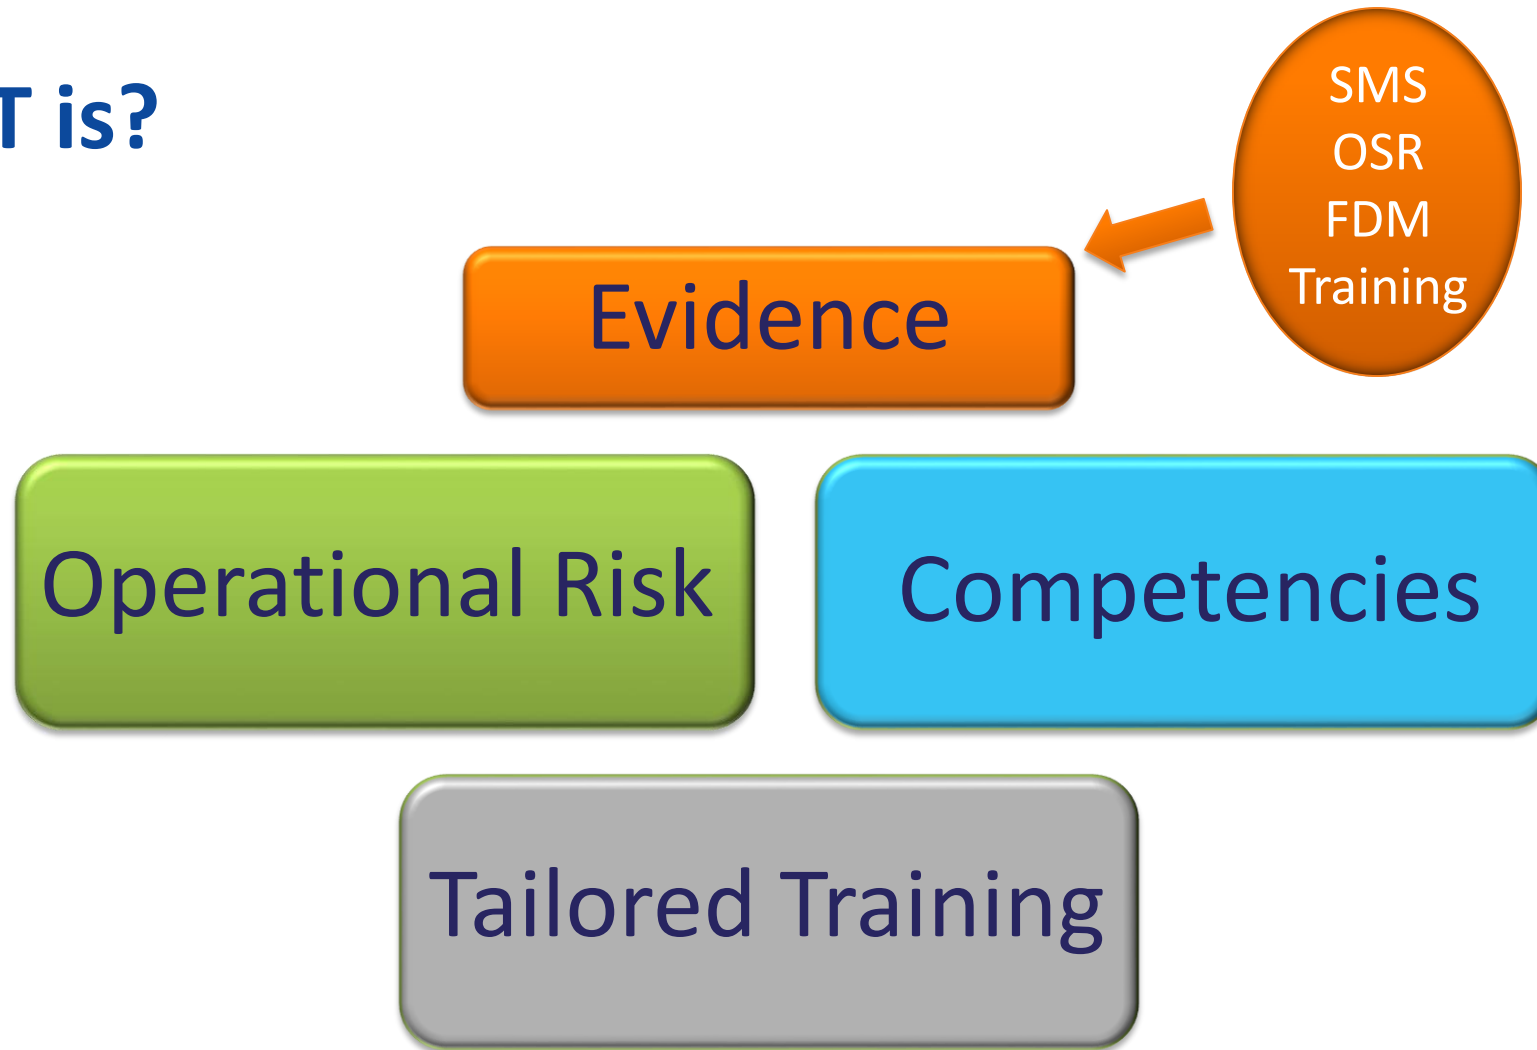 T is?
SMS
OSR
FDM
Training
Evidence
Operational Risk
Competencies
Tailored Training